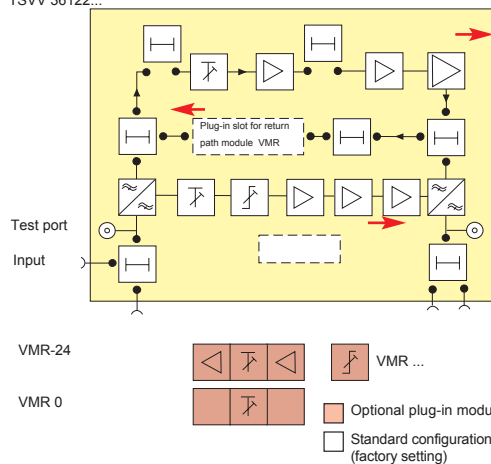 Plug-in slot for return
path module VMR
Test port
Input
VMR-24
VMR ...
VMR 0
Optional plug-in modu
Standard configuration
(factory setting)